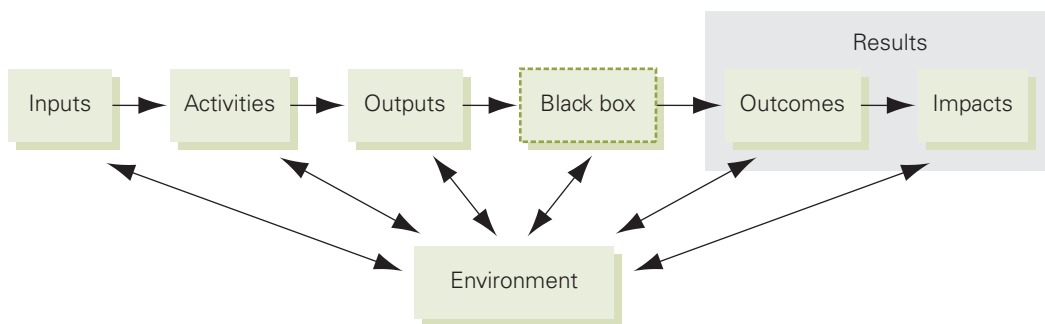 Results
Inputs
Activities
Outputs
Black box
Outcomes
Impacts
Environment